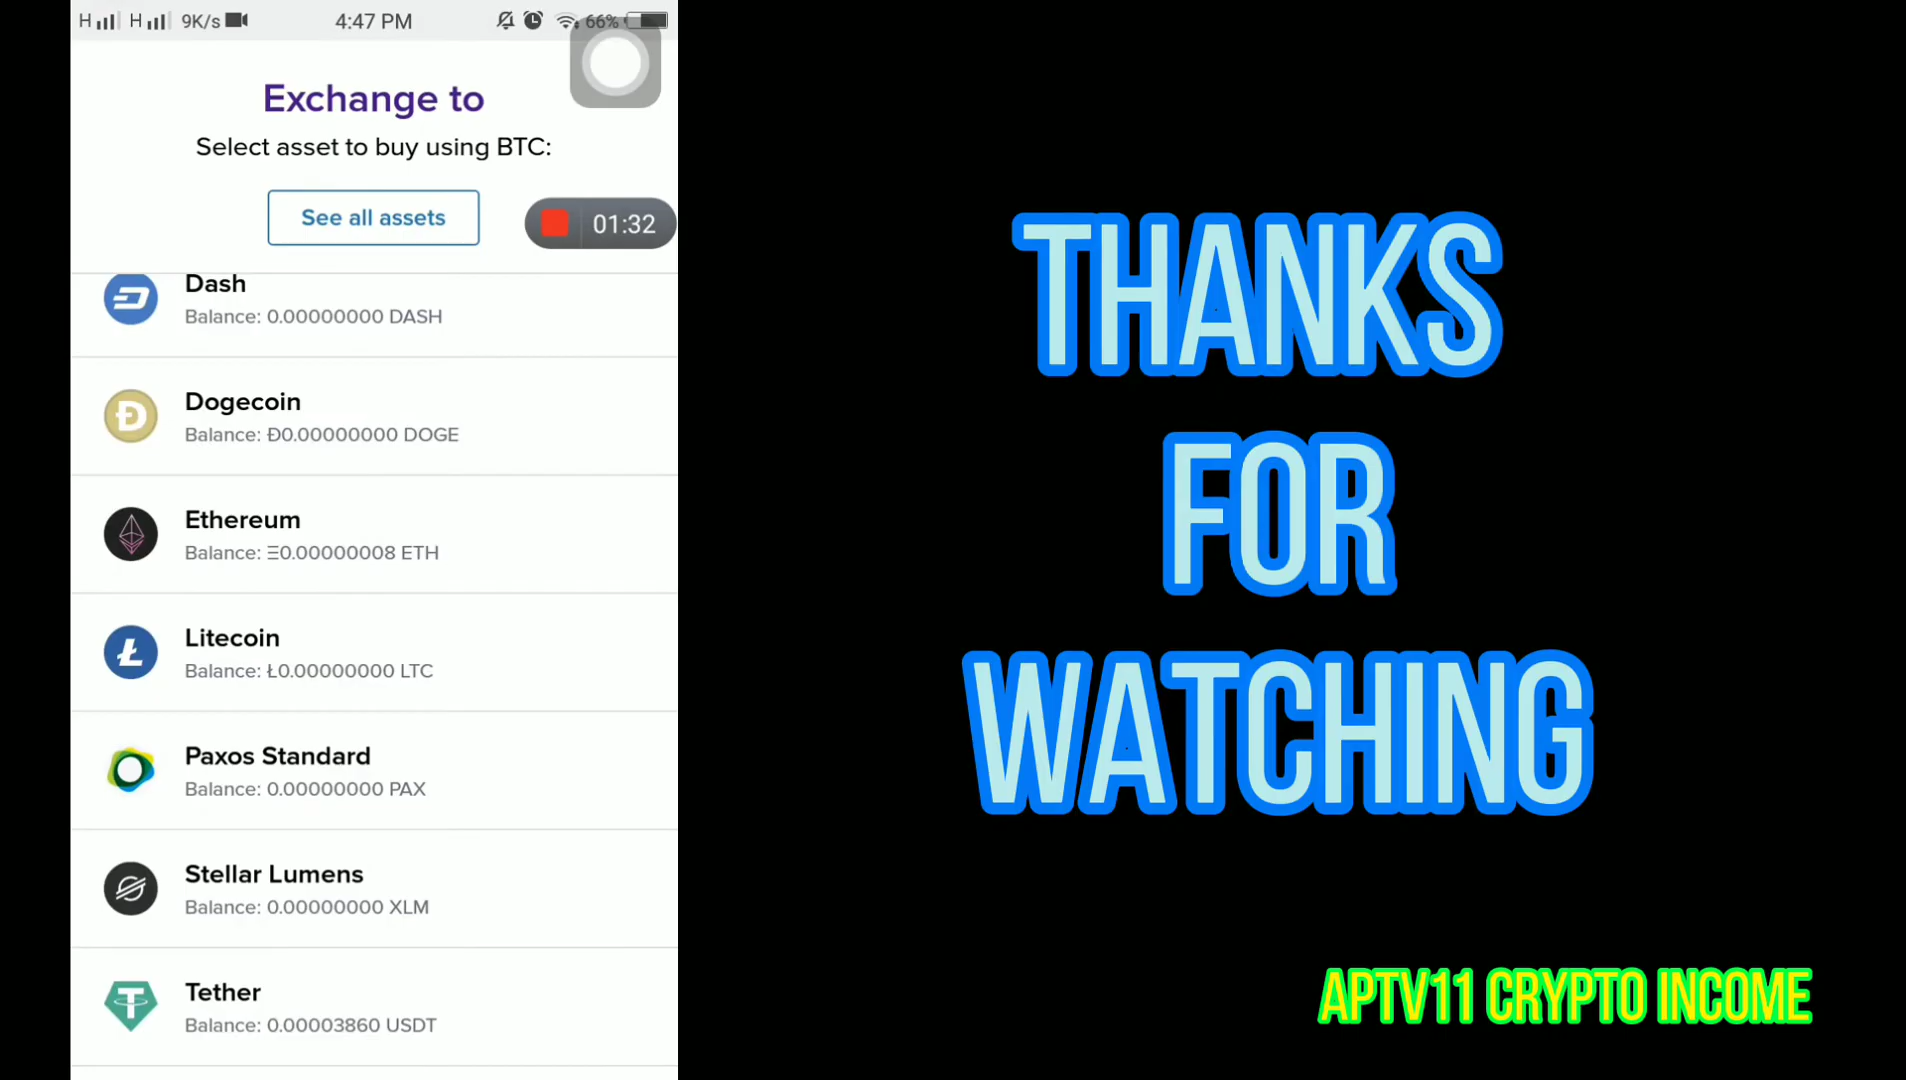 H H 9K/s 4:47 PM 66%
Exchange to
Select asset to buy using BTC:
See all assets
01:32
Dash
Balance: 0.00000000 DASH
Dogecoin
Balance: Ð0.00000000 DOGE
Ethereum
Balance: Ξ0.00000008 ETH
Litecoin
Balance: Ł0.00000000 LTC
Paxos Standard
Balance: 0.00000000 PAX
Stellar Lumens
Balance: 0.00000000 XLM
Tether
Balance: 0.00003860 USDT
THANKS
FOR
WATCHING
APTV11 CRYPTO INCOME